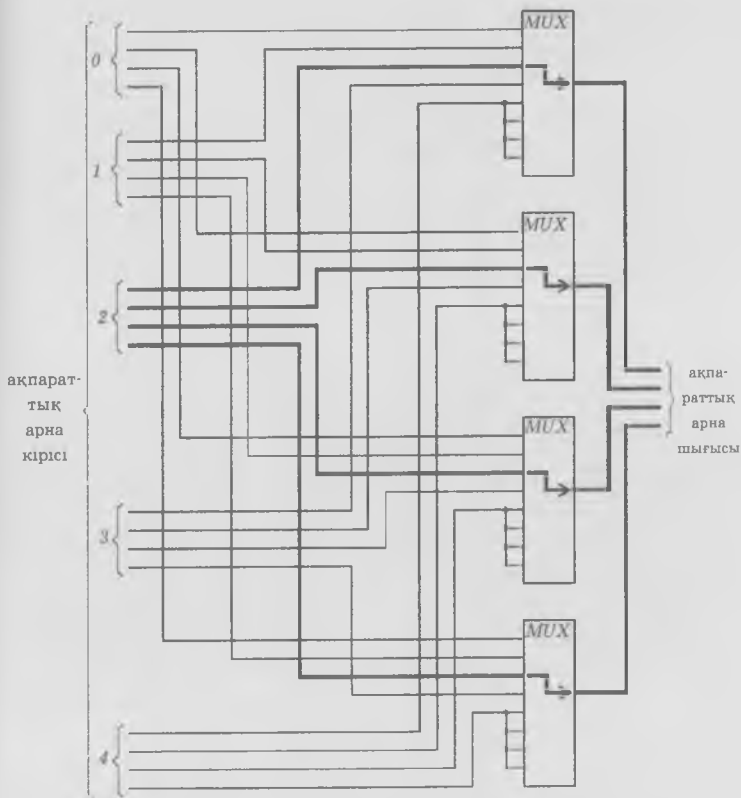 0
1
2
3
4
ақпарат-
тық
арна
кірісі
MUX
MUX
MUX
MUX
ақпа-
раттық
арна
шығысы